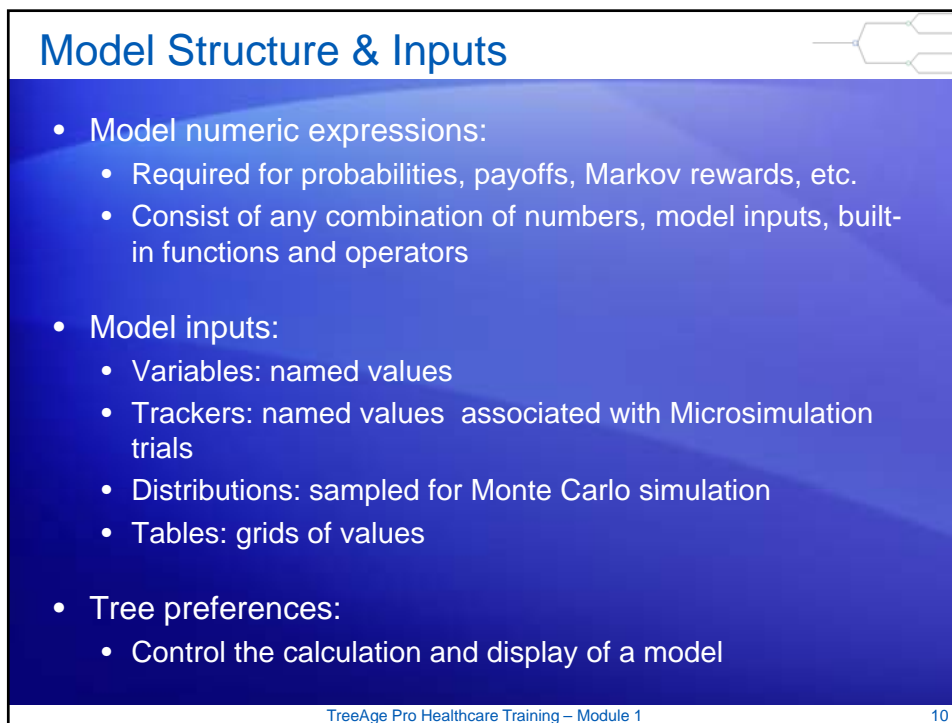 Model Structure & Inputs
• Model numeric expressions:
• Required for probabilities, payoffs, Markov rewards, etc.
• Consist of any combination of numbers, model inputs, built-
in functions and operators
• Model inputs:
• Variables: named values
• Trackers: named values  associated with Microsimulation
trials
• Distributions: sampled for Monte Carlo simulation
• Tables: grids of values
• Tree preferences:
• Control the calculation and display of a model
TreeAge Pro Healthcare Training – Module 1
10